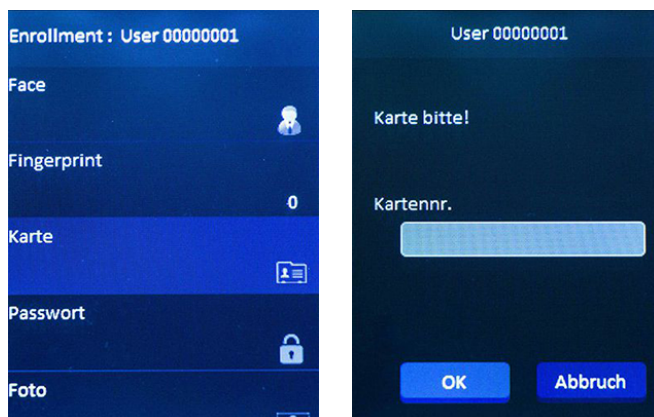 Enrollment : User 00000001
Face
Fingerprint
0
Karte
Passwort
Foto
User 00000001
Karte bitte!
Kartennr.
OK
Abbruch